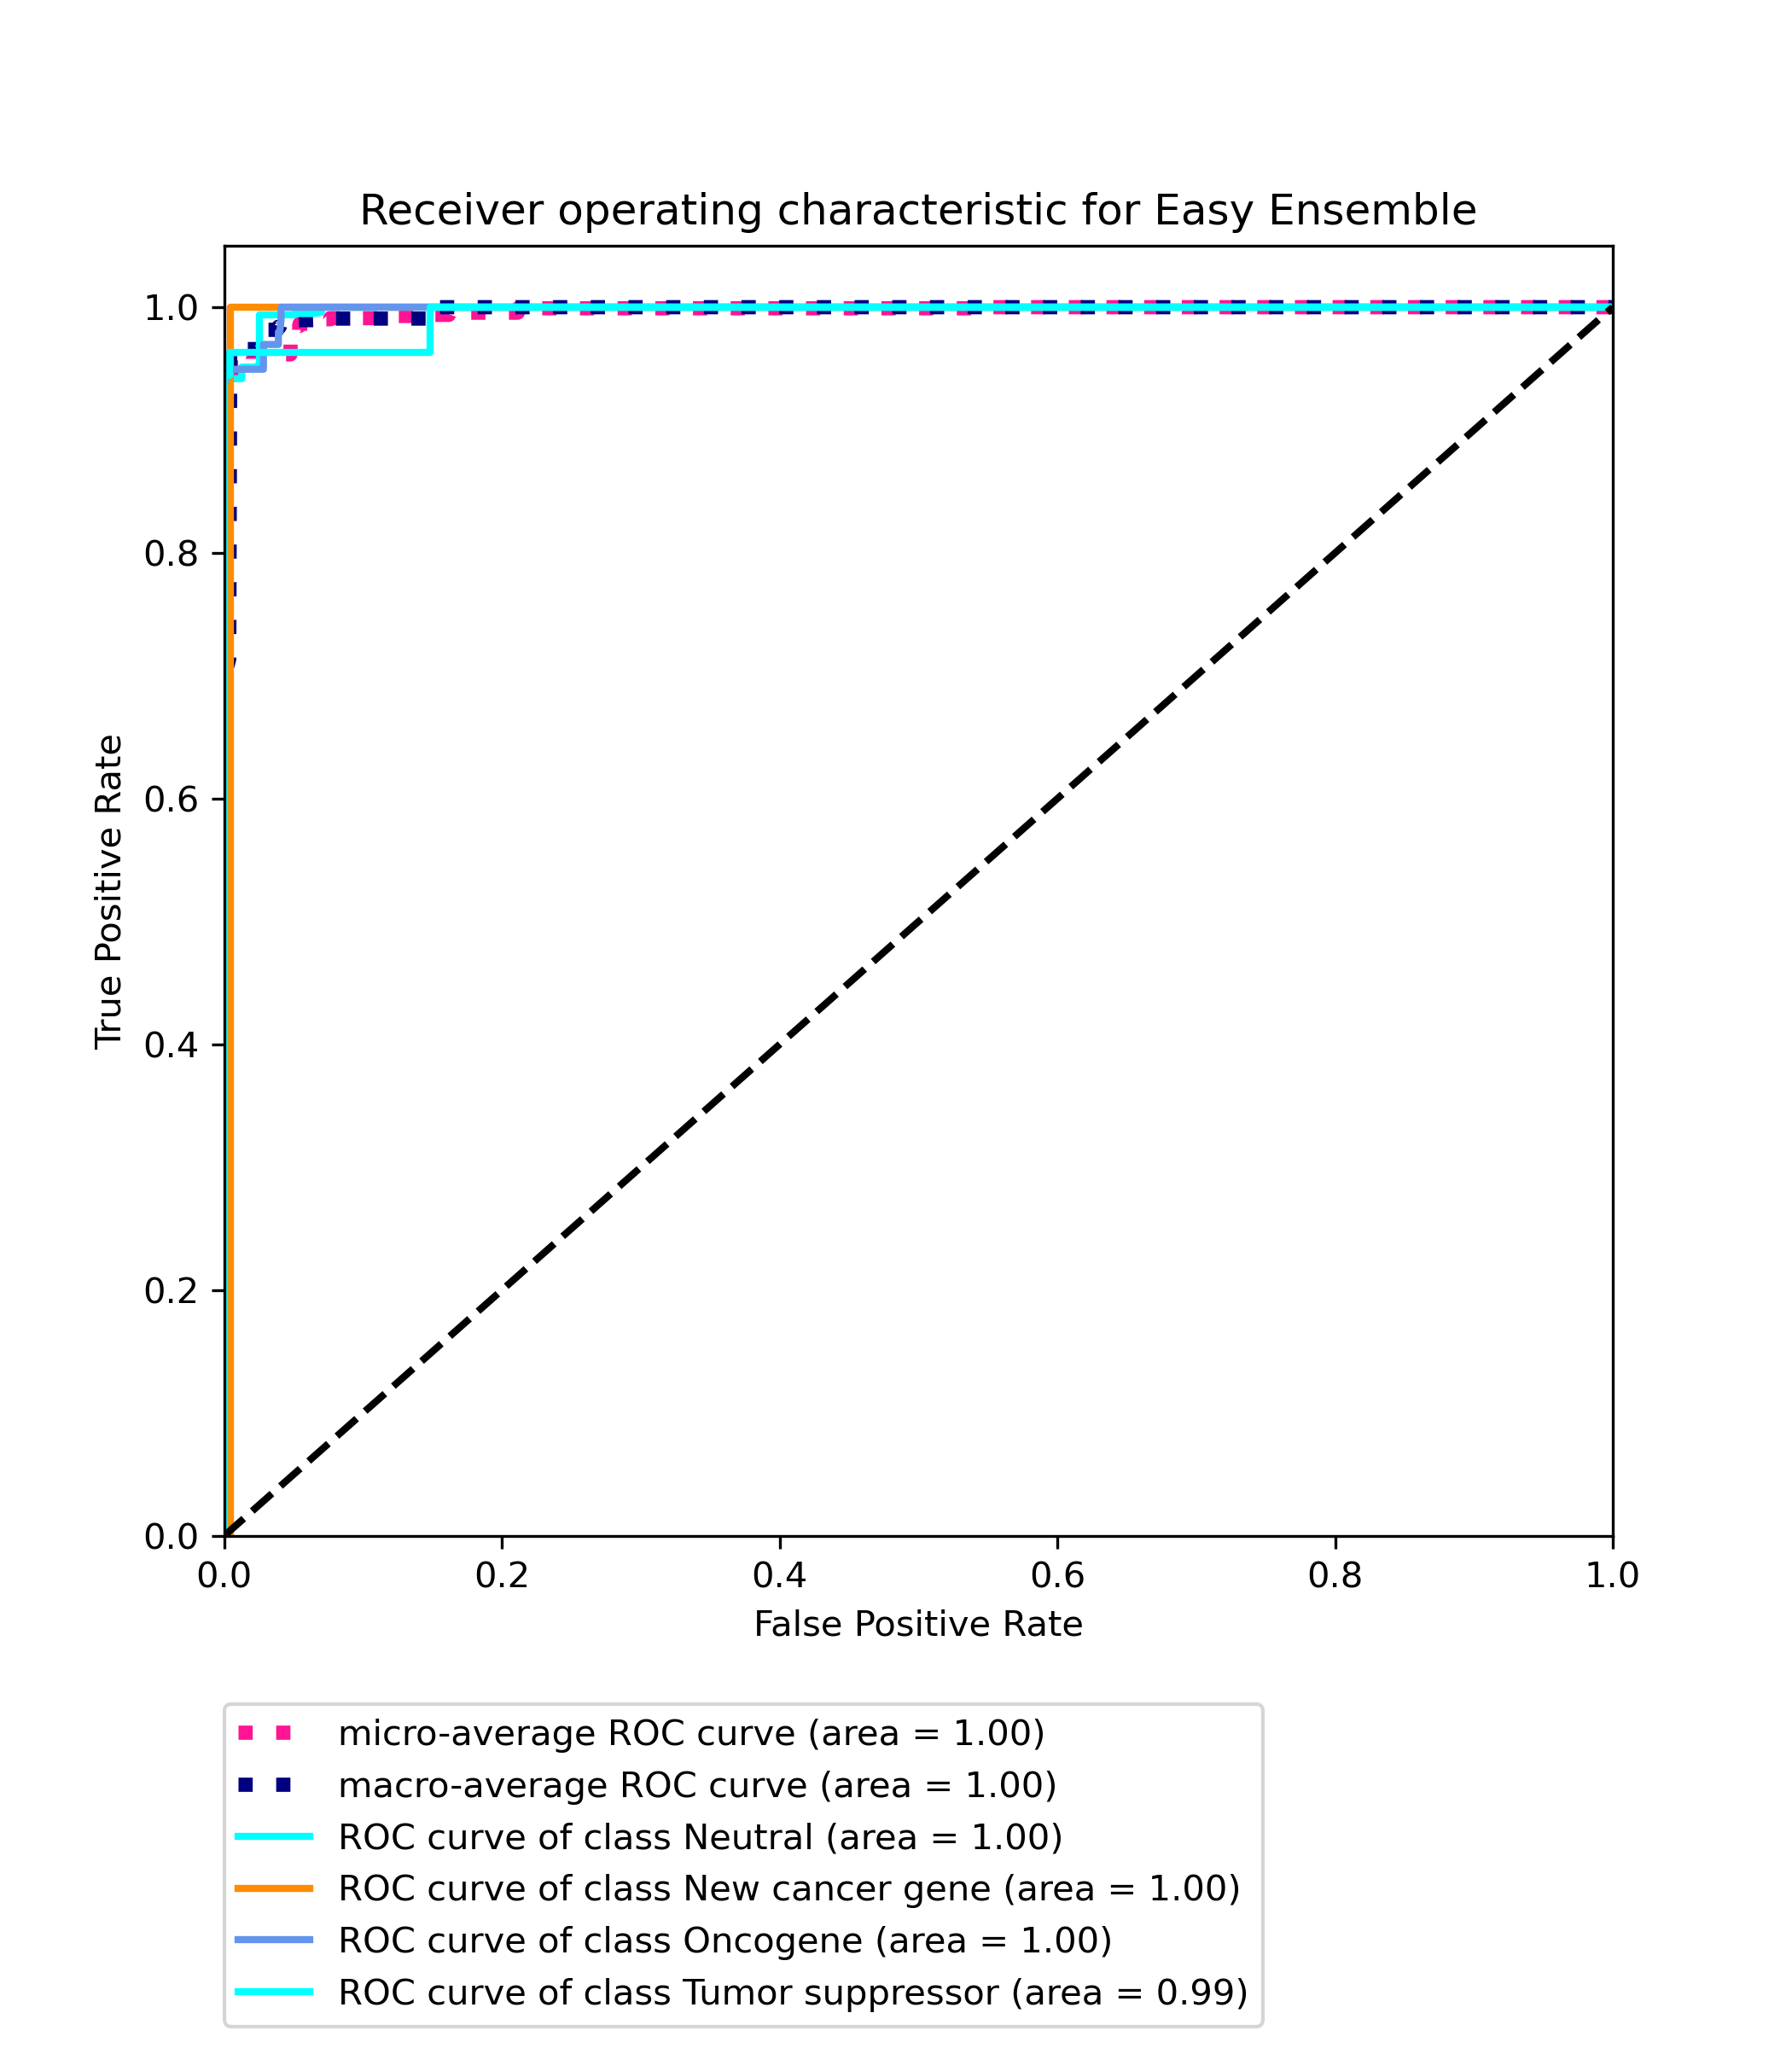 Receiver operating characteristic for Easy Ensemble
1.0
0.8
0.6
0.4
0.2
0.0
True Positive Rate
0.0 0.2 0.4 0.6 0.8 1.0
False Positive Rate
micro-average ROC curve (area = 1.00)
macro-average ROC curve (area = 1.00)
ROC curve of class Neutral (area = 1.00)
ROC curve of class New cancer gene (area = 1.00)
ROC curve of class Oncogene (area = 1.00)
ROC curve of class Tumor suppressor (area = 0.99)